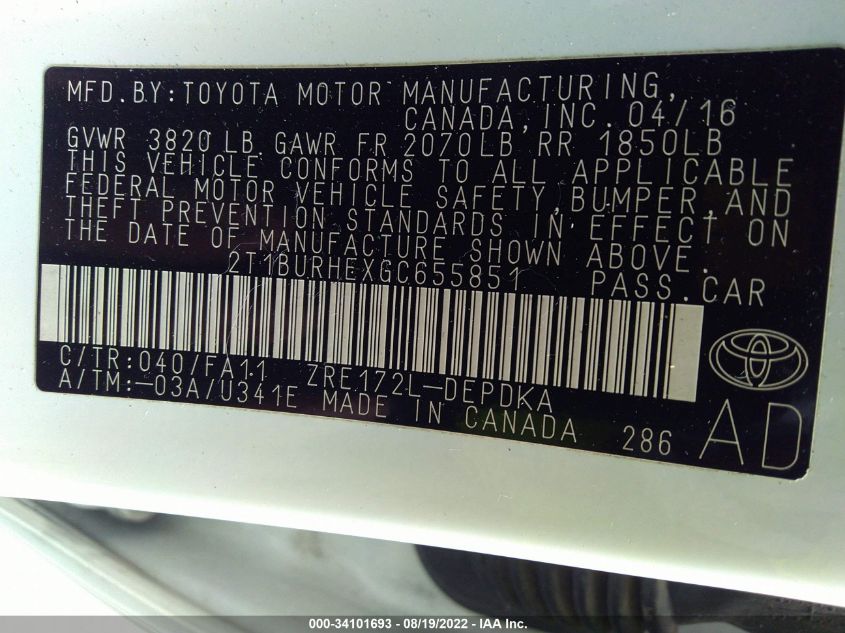 MFD.BY:TOYOTA MOTOR MANUFACTURING,
CANADA,INC. 04/16
GVWR 3820 LB GAWR FR 2070LB RR 1850LB
THIS VEHICLE CONFORMS TO ALL APPLICABLE
FEDERAL MOTOR VEHICLE SAFETY,BUMPER,AND
THEFT PREVENTION STANDARDS IN EFFECT ON
THE DATE OF MANUFACTURE SHOWN ABOVE.
2T1BURHEXGC655851 PASS.CAR
C/TR:040/FA11 ZRE172L-DEPDKA
A/TM:-03A/U341E MADE IN CANADA 286 AD
000-34101693 - 08/19/2022 - IAA Inc.